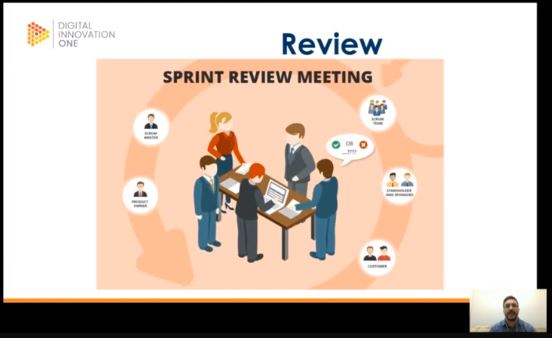 DIGITAL
INNOVATION
ONE
Review
SPRINT REVIEW MEETING
SCRUM
MASTER
SCRUM
TEAM
OR
....????
PRODUCT
OWNER
STAKEHOLDER
AND SPONSORS
CUSTOMER